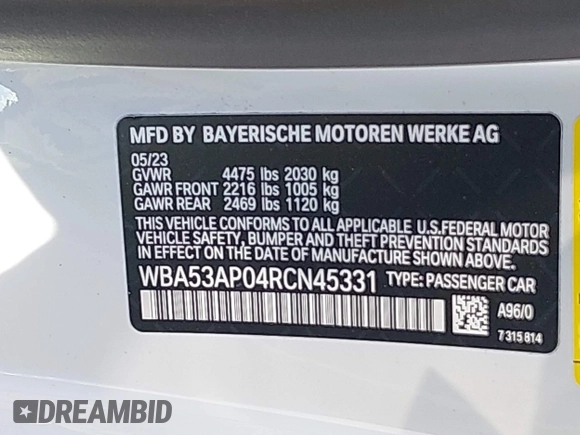 MFD BY BAYERISCHE MOTOREN WERKE AG
05/23
GVWR 4475 lbs 2030 kg
GAWR FRONT 2216 lbs 1005 kg
GAWR REAR 2469 lbs 1120 kg
THIS VEHICLE CONFORMS TO ALL APPLICABLE U.S.FEDERAL MOTOR
VEHICLE SAFETY, BUMPER AND THEFT PREVENTION STANDARDS
IN EFFECT ON THE DATE OF MANUFACTURE SHOWN ABOVE.
WBA53AP04RCN45331 TYPE: PASSENGER CAR
A96/0
7 315 814
DREAMBID